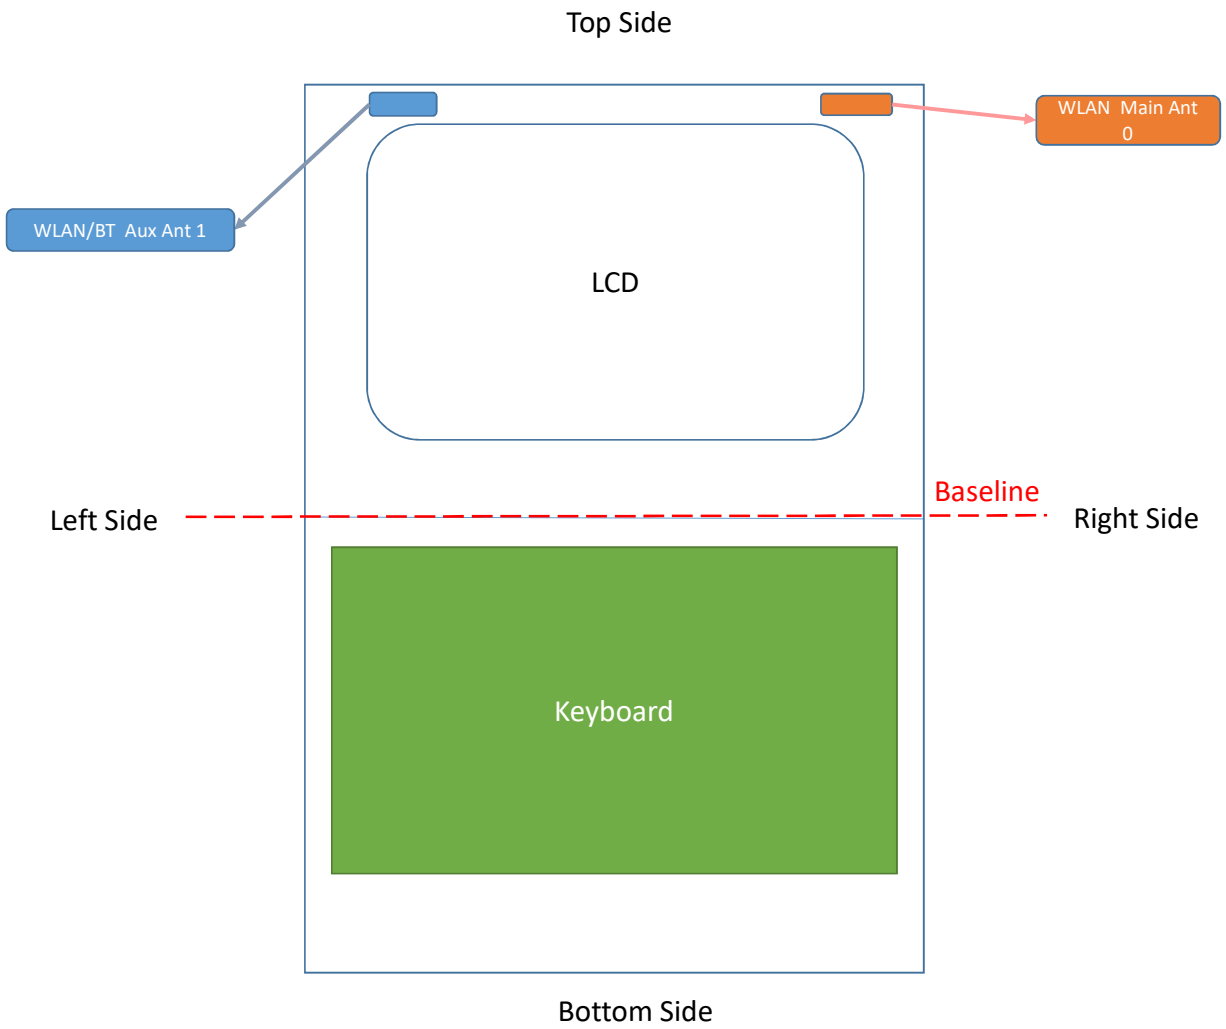 Top Side
WLAN  Main Ant
0
WLAN/BT  Aux Ant 1
LCD
Baseline
Left Side
Right Side
Keyboard
Bottom Side